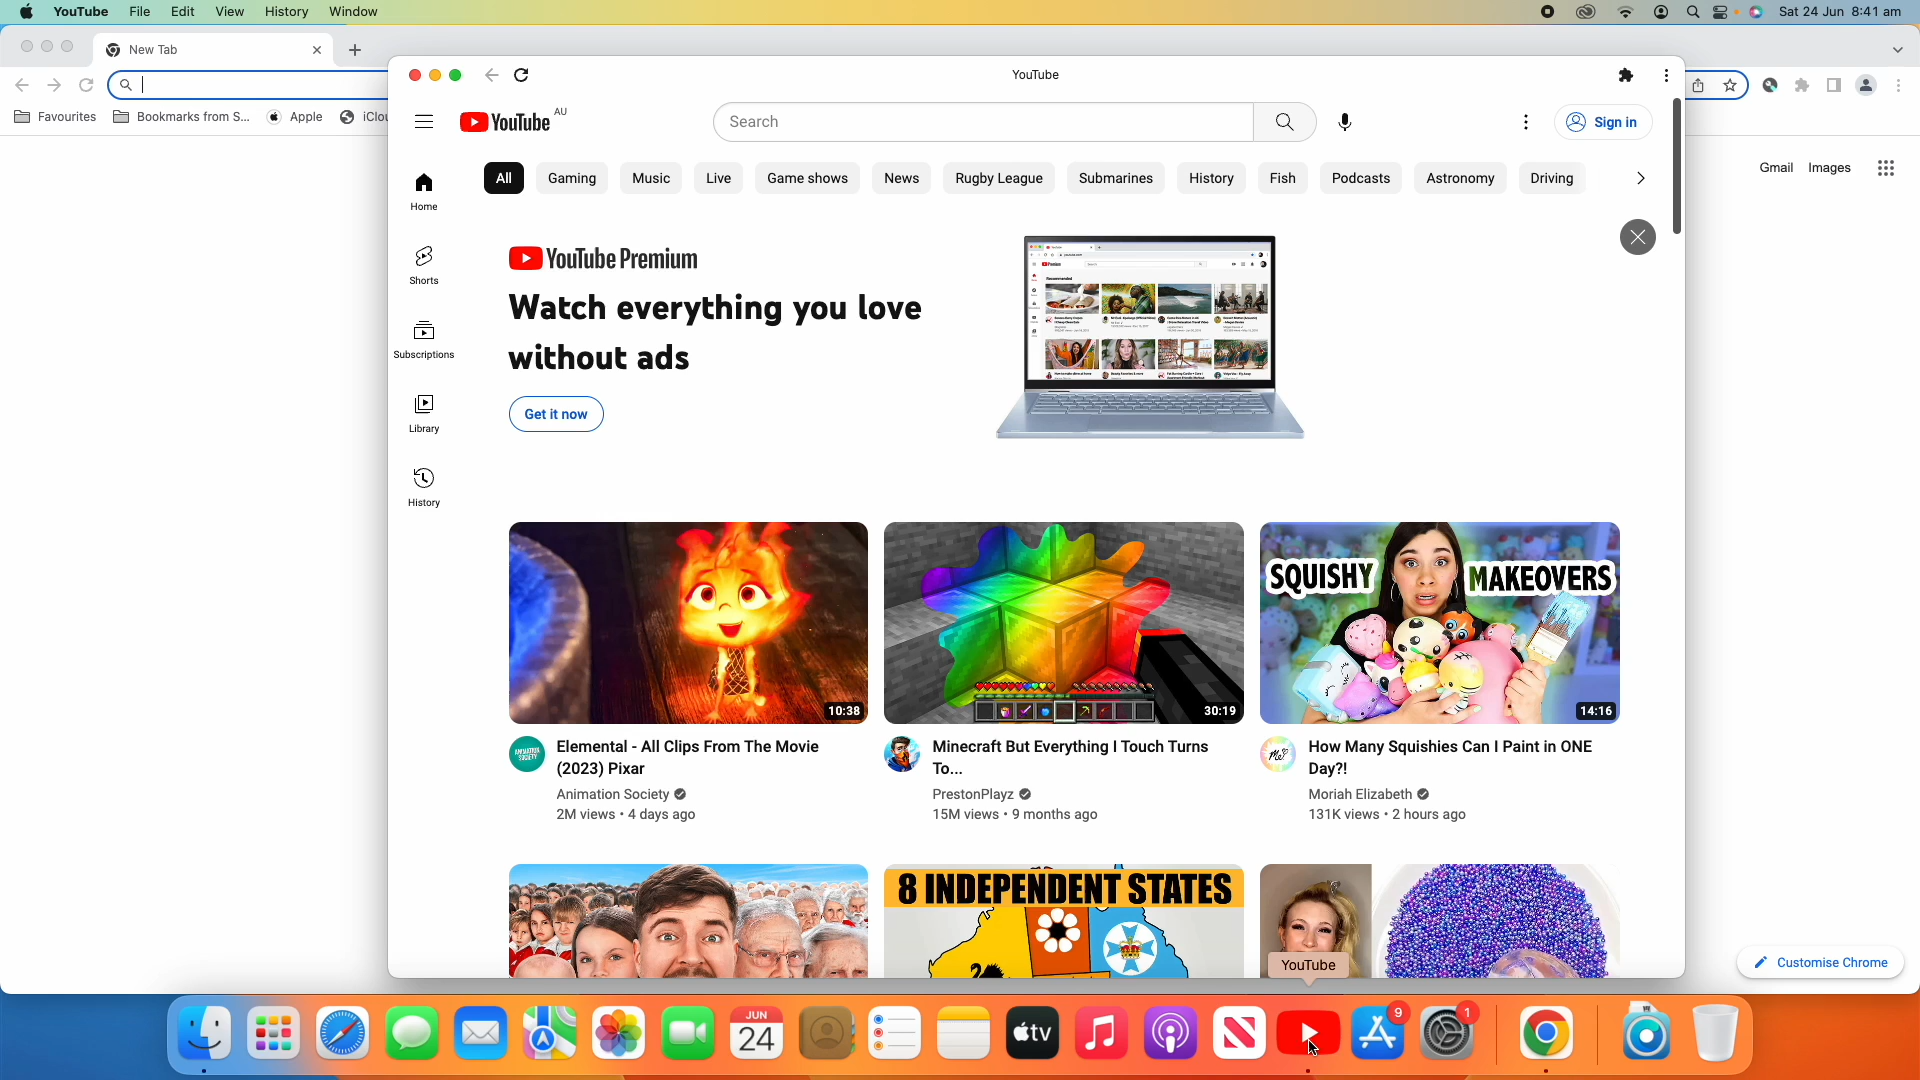 YouTube File Edit View History Window
Sat 24 Jun 8:41 am
New Tab
YouTube
Favourites Bookmarks from S... Apple iClou
YouTube AU
Search
Sign in
Gmail Images
All Gaming Music Live Game shows News Rugby League Submarines History Fish Podcasts Astronomy Driving
Home
Shorts
Subscriptions
Library
History
YouTube Premium
Watch everything you love
without ads
Get it now
SQUISHY MAKEOVERS
10:38
30:19
14:16
ANIMATION SOCIETY
Elemental - All Clips From The Movie
(2023) Pixar
Animation Society
2M views • 4 days ago
Minecraft But Everything I Touch Turns
To...
PrestonPlayz
15M views • 9 months ago
How Many Squishies Can I Paint in ONE
Day?!
Moriah Elizabeth
131K views • 2 hours ago
8 INDEPENDENT STATES
YouTube
Customise Chrome
JUN
24
tv
9
1